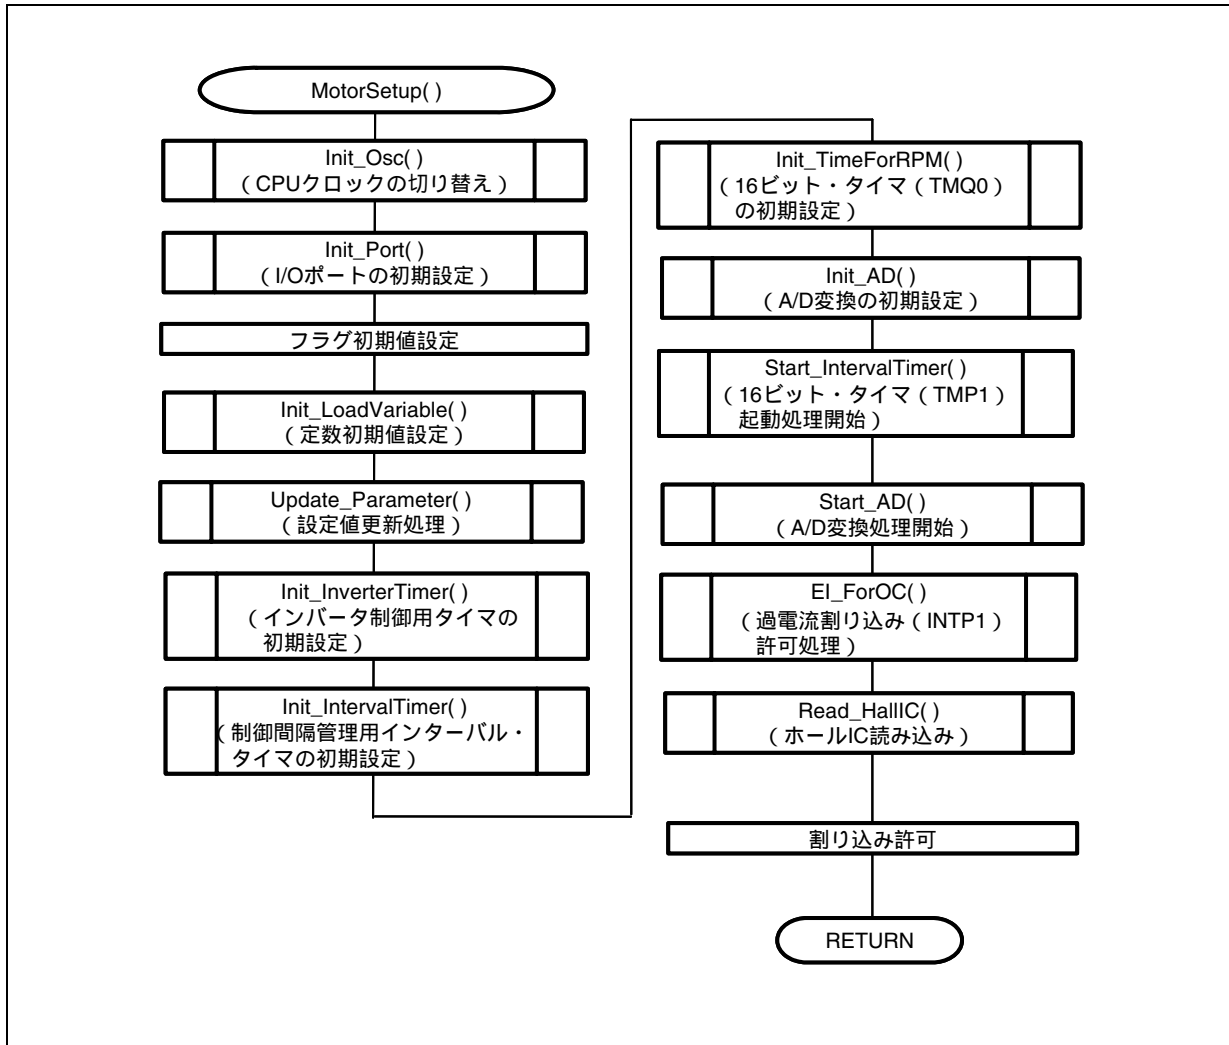 MotorSetup( )
Init_Osc( )
（CPUクロックの切り替え）
Init_Port( )
（I/Oポートの初期設定）
フラグ初期値設定
Init_LoadVariable( )
（定数初期値設定）
Update_Parameter( )
（設定値更新処理）
Init_InverterTimer( )
（インバータ制御用タイマの
初期設定）
Init_IntervalTimer( )
（制御間隔管理用インターバル・
タイマの初期設定）
Init_TimeForRPM( )
（16ビット・タイマ（TMQ0）
の初期設定）
Init_AD( )
（A/D変換の初期設定）
Start_IntervalTimer( )
（16ビット・タイマ（TMP1）
起動処理開始）
Start_AD( )
（A/D変換処理開始）
EI_ForOC( )
（過電流割り込み（INTP1）
許可処理）
Read_HallIC( )
（ホールIC読み込み）
割り込み許可
RETURN